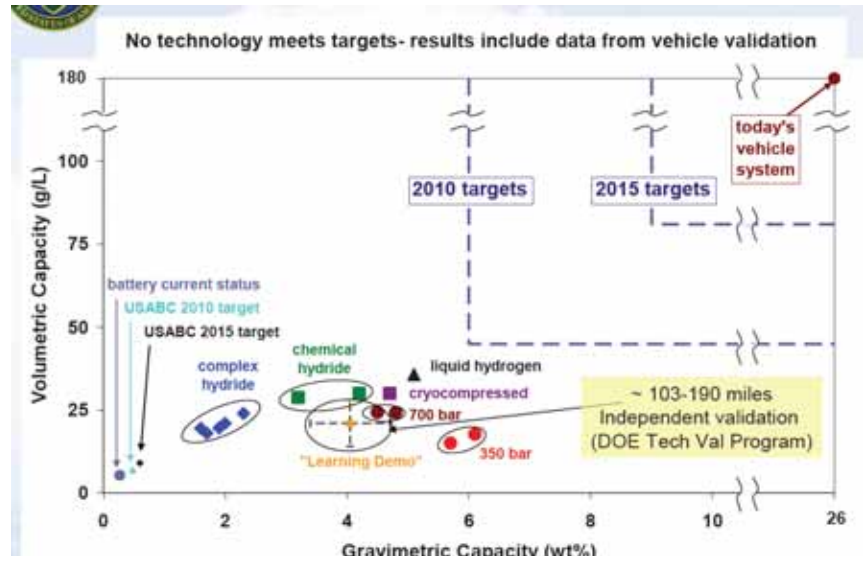 No technology meets targets- results include data from vehicle validation
180
100
75
50
25
0
Volumetric Capacity (g/L)
today's
vehicle
system
2010 targets
2015 targets
battery current status
USABC 2010 target
USABC 2015 target
complex
hydride
chemical
hydride
liquid hydrogen
cryocompressed
700 bar
350 bar
"Learning Demo"
~ 103-190 miles
Independent validation
(DOE Tech Val Program)
0 2 4 6 8 10 26
Gravimetric Capacity (wt%)